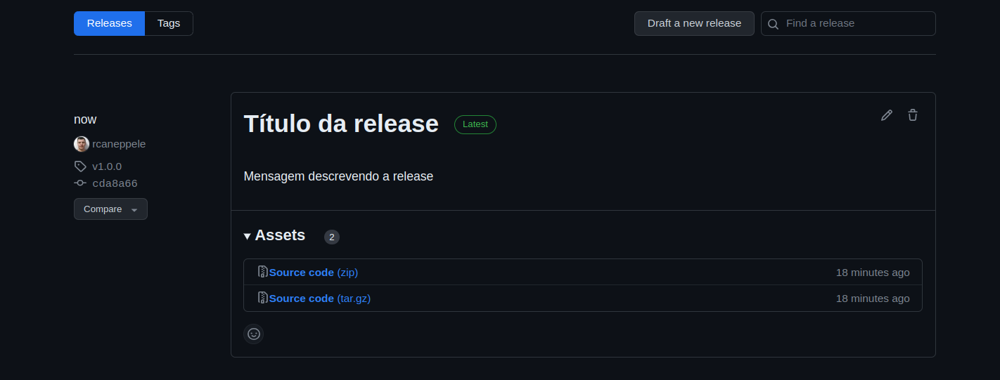 Releases Tags Draft a new release Find a release
now
rcaneppele
v1.0.0
cda8a66
Compare
Título da release Latest
Mensagem descrevendo a release
Assets 2
Source code (zip) 18 minutes ago
Source code (tar.gz) 18 minutes ago